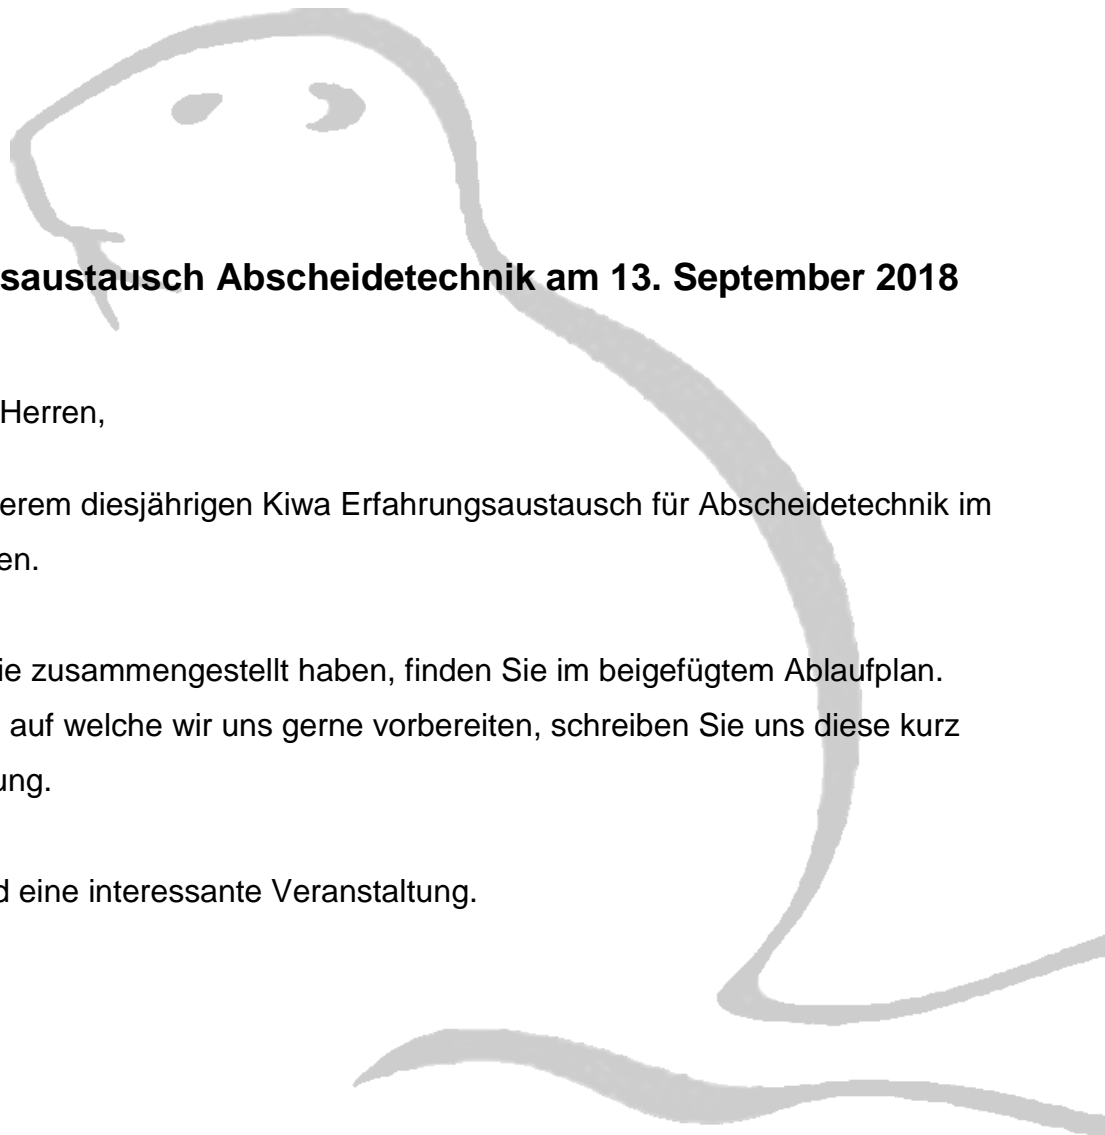 saustausch Abscheidetechnik am 13. September 2018
Herren,
erem diesjährigen Kiwa Erfahrungsaustausch für Abscheidetechnik im
en.
ie zusammengestellt haben, finden Sie im beigefügtem Ablaufplan.
auf welche wir uns gerne vorbereiten, schreiben Sie uns diese kurz
ung.
d eine interessante Veranstaltung.